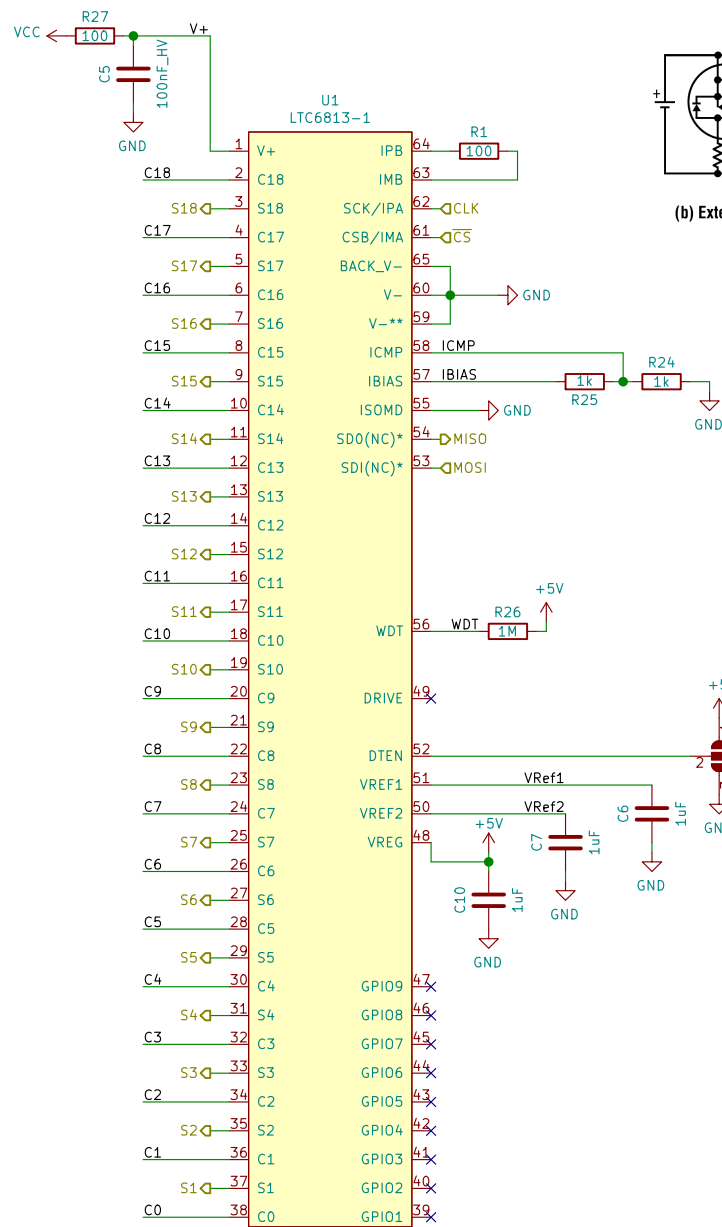 R27
VCC
100
V+
C5
100nF_HV
GND
+
(b) Exte
U1
LTC6813-1
1 V+ IPB 64 R1 100
C18 2 C18 IMB 63
S18 3 S18 SCK/IPA 62 CLK
C17 4 C17 CSB/IMA 61 CS
S17 5 S17 BACK_V- 65
C16 6 C16 V- 60 GND
S16 7 S16 V-** 59
C15 8 C15 ICMP 58 ICMP
S15 9 S15 IBIAS 57 IBIAS 1k R25 R24 1k GND
C14 10 C14 ISOMD 55 GND
S14 11 S14 SDO(NC)* 54 MISO
C13 12 C13 SDI(NC)* 53 MOSI
S13 13 S13
C12 14 C12
S12 15 S12
C11 16 C11
S11 17 S11
+5V
R26
WDT 56 WDT 1M
C10 18 C10
S10 19 S10
C9 20 C9 DRIVE 49
S9 21 S9
C8 22 C8 DTEN 52 2
S8 23 S8 VREF1 51 VRef1 C6 1uF GND
C7 24 C7 VREF2 50 VRef2 C7 1uF GND
S7 25 S7 VREG 48 +5V C10 1uF GND
C6 26 C6
S6 27 S6
C5 28 C5
S5 29 S5
C4 30 C4 GPIO9 47
S4 31 S4 GPIO8 46
C3 32 C3 GPIO7 45
S3 33 S3 GPIO6 44
C2 34 C2 GPIO5 43
S2 35 S2 GPIO4 42
C1 36 C1 GPIO3 41
S1 37 S1 GPIO2 40
C0 38 C0 GPIO1 39